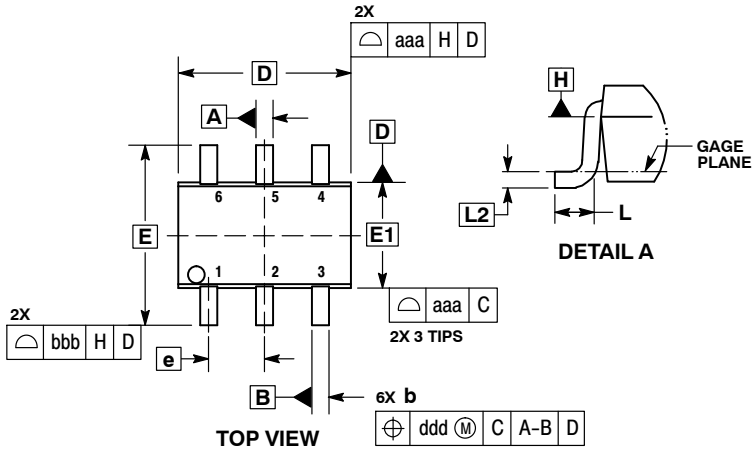 2X
⌓ aaa H D
D
A
D
H
GAGE
PLANE
6 5 4
E
E1
L2
L
DETAIL A
1 2 3
2X
⌓ bbb H D
⌓ aaa C
2X 3 TIPS
e
B
6X b
⌖ ddd Ⓜ C A-B D
TOP VIEW